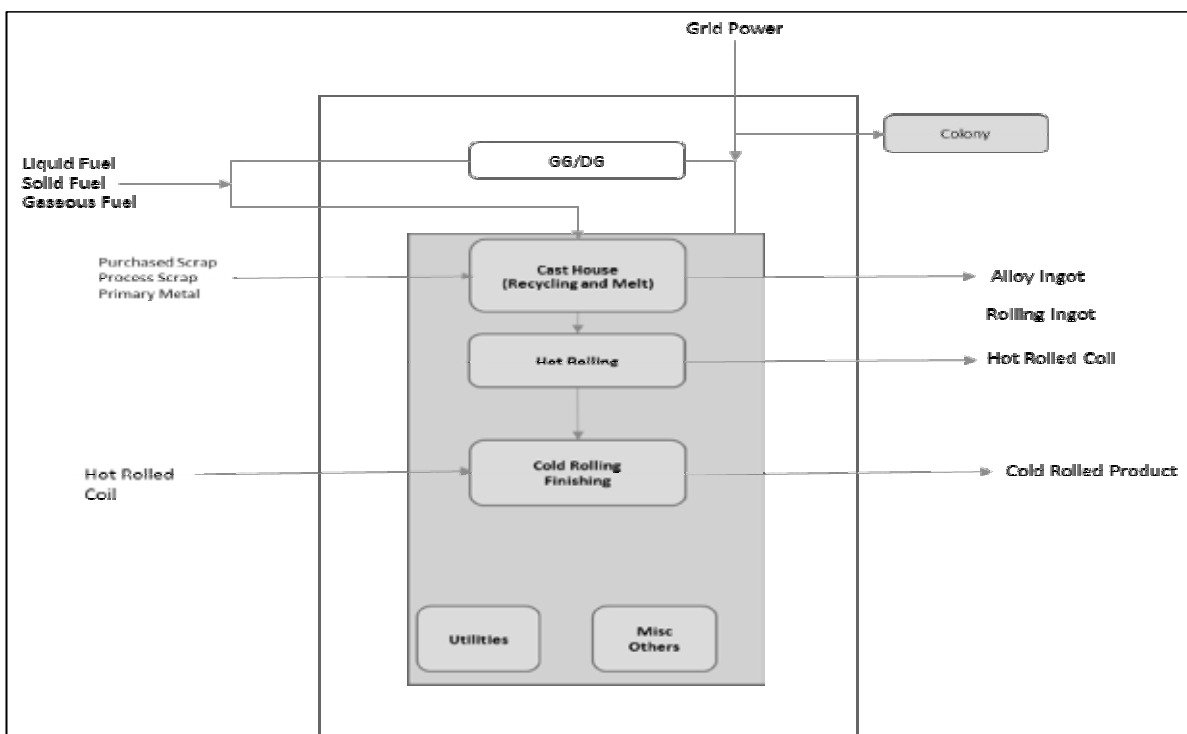 Grid Power
Colony
GG/DG
Liquid Fuel
Solid Fuel
Gaseous Fuel
Cast House
(Recycling and Melt)
Purchased Scrap
Process Scrap
Primary Metal
Alloy Ingot
Rolling Ingot
Hot Rolling
Hot Rolled Coil
Cold Rolling
Finishing
Hot Rolled
Coil
Cold Rolled Product
Utilities
Misc
Others